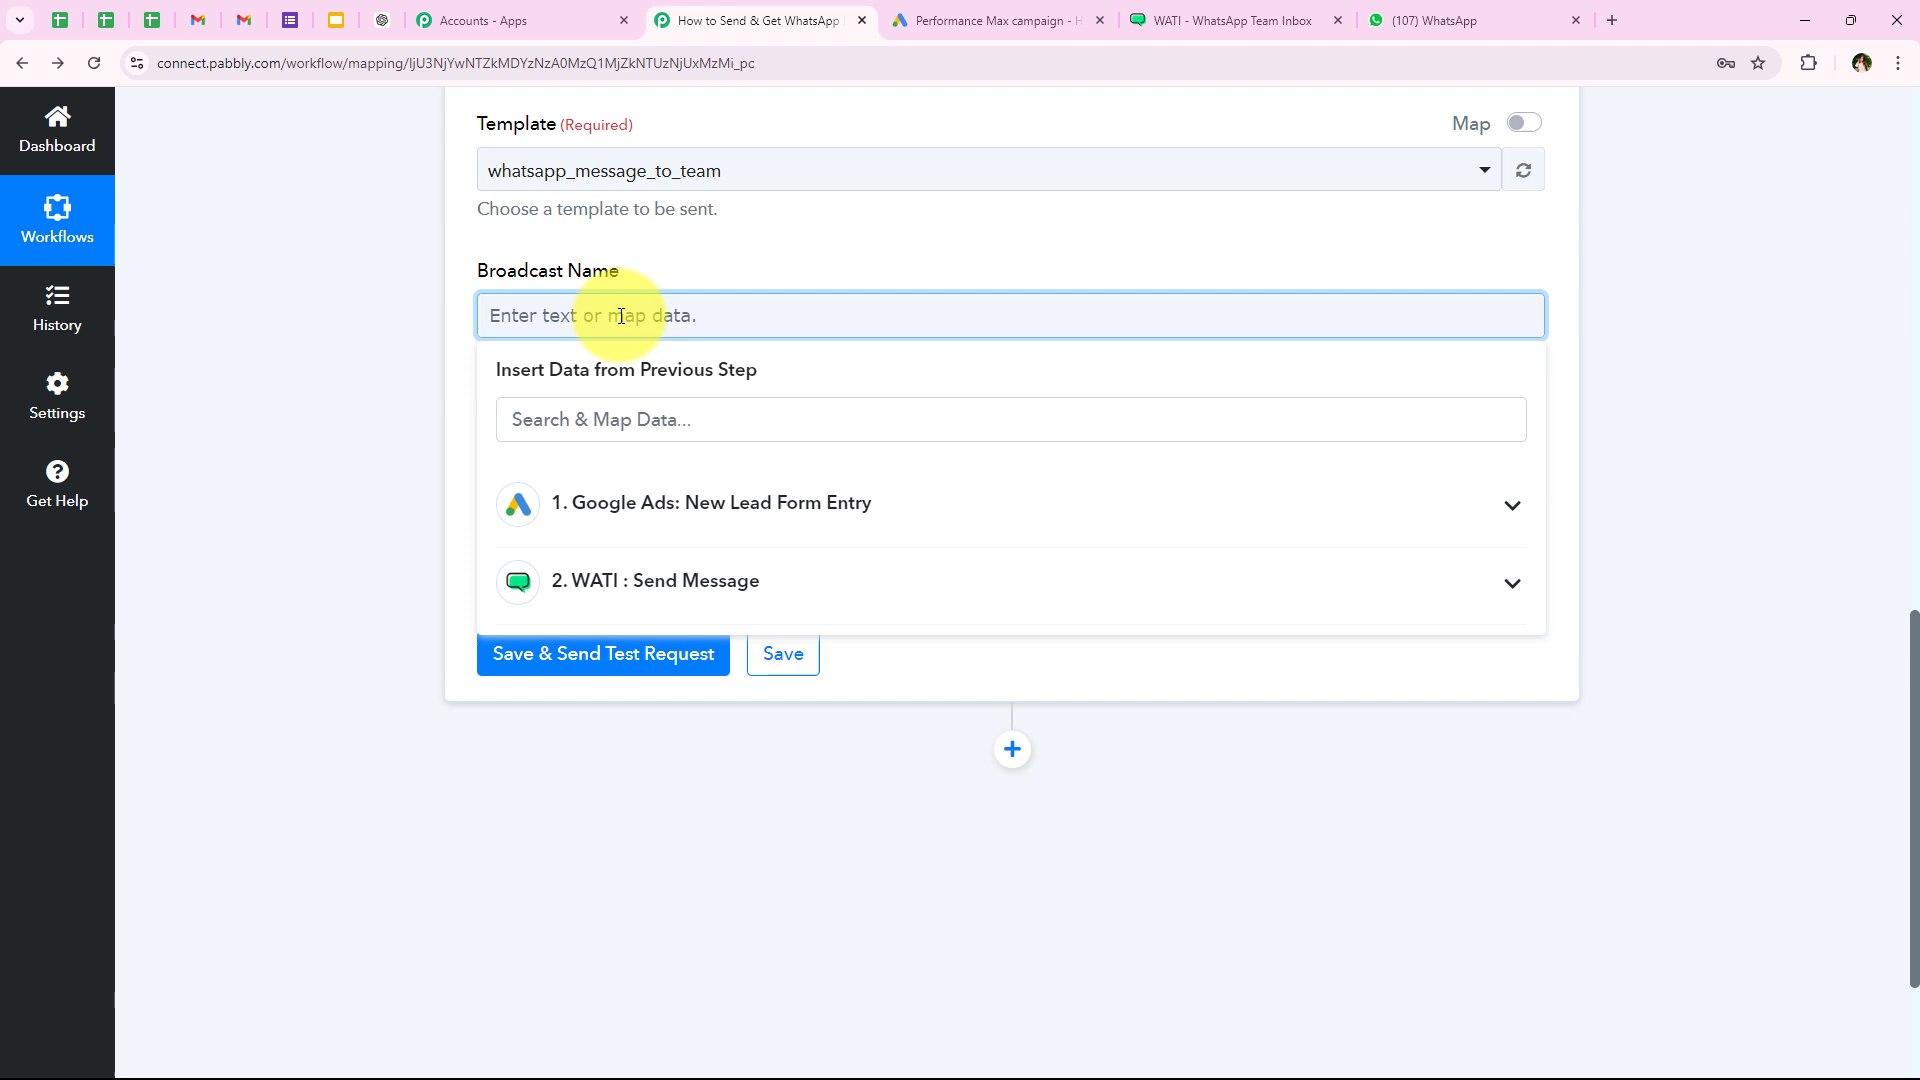 Accounts - Apps
How to Send & Get WhatsApp
Performance Max campaign - H
WATI - WhatsApp Team Inbox
(107) WhatsApp
connect.pabbly.com/workflow/mapping/IjU3NjYwNTZkMDYzNzA0MzQ1MjZkNTUzNjUxMzMi_pc
Dashboard
Workflows
History
Settings
Get Help
Template (Required)
Map
whatsapp_message_to_team
Choose a template to be sent.
Broadcast Name
Enter text or map data.
Insert Data from Previous Step
Search & Map Data...
1. Google Ads: New Lead Form Entry
2. WATI : Send Message
Save & Send Test Request
Save